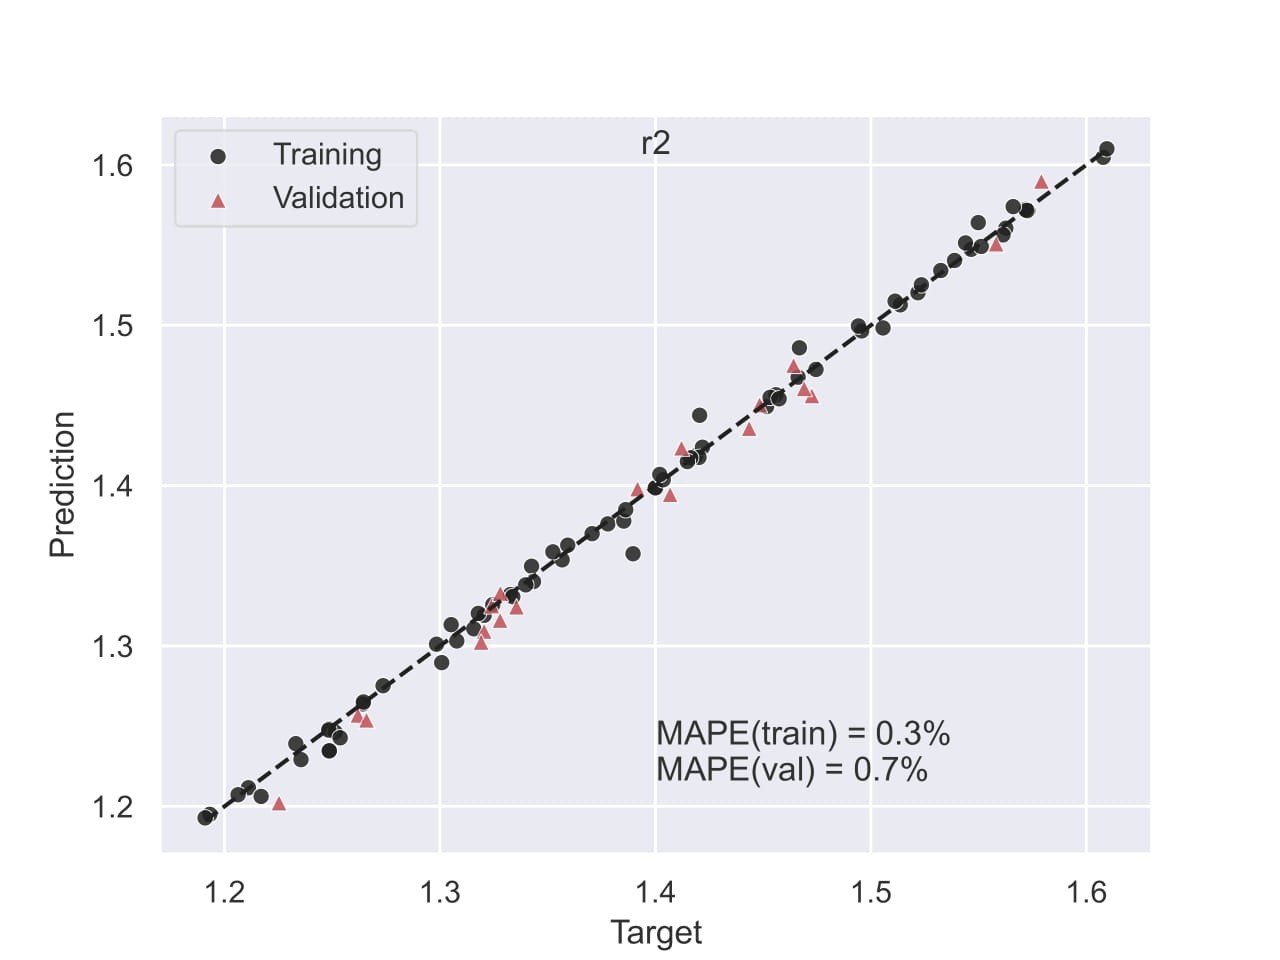 r2
Training
Validation
1.6
1.5
1.4
1.3
1.2
Prediction
MAPE(train) = 0.3%
MAPE(val) = 0.7%
1.2 1.3 1.4 1.5 1.6
Target